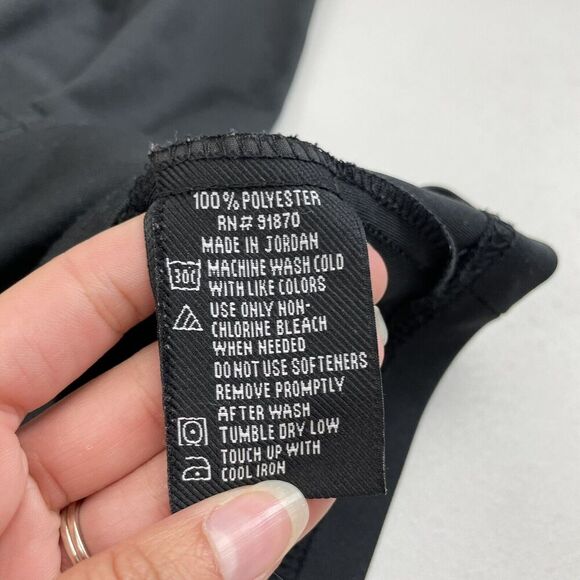 100% POLYESTER
RN# 91870
MADE IN JORDAN
30C MACHINE WASH COLD
WITH LIKE COLORS
USE ONLY NON-
CHLORINE BLEACH
WHEN NEEDED
DO NOT USE SOFTENERS
REMOVE PROMPTLY
AFTER WASH
TUMBLE DRY LOW
TOUCH UP WITH
COOL IRON